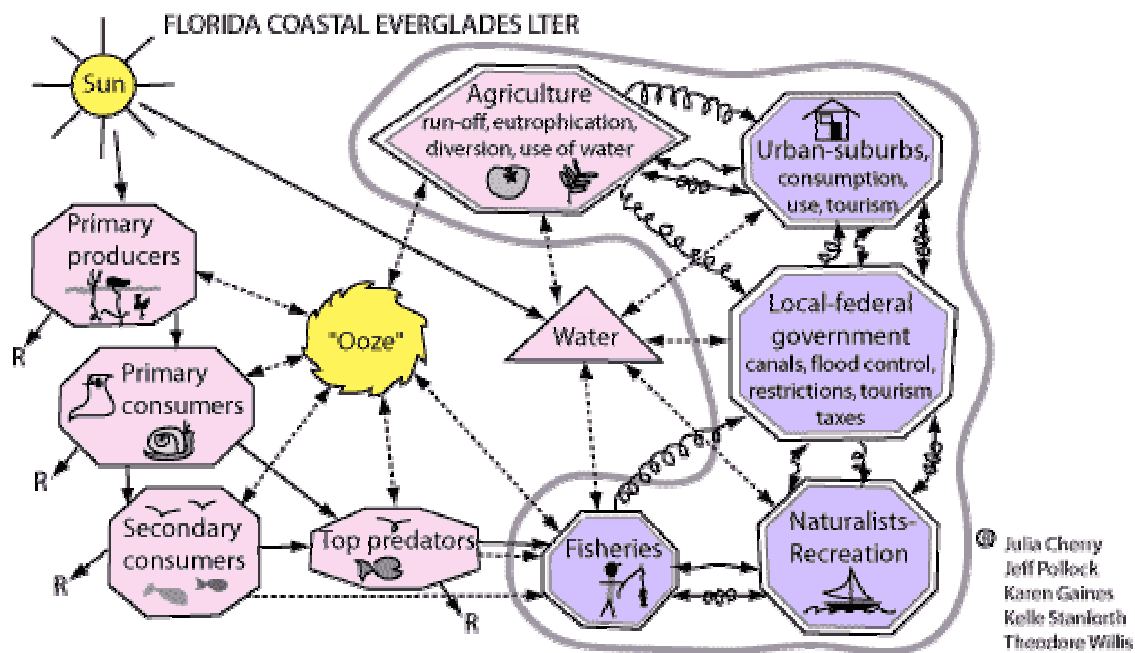 FLORIDA COASTAL EVERGLADES LTER
Sun
Agriculture
run-off, eutrophication,
diversion, use of water
Urban-suburbs,
consumption,
use, tourism
Primary
producers
R
"Ooze"
Water
Local-federal
government
canals, flood control,
restrictions, tourism
taxes
Primary
consumers
R
Secondary
consumers
R
Top predators
R
Fisheries
Naturalists-
Recreation
Julia Cherry
Jeff Pollock
Karen Gaines
Kelle Stanforth
Theodore Willis